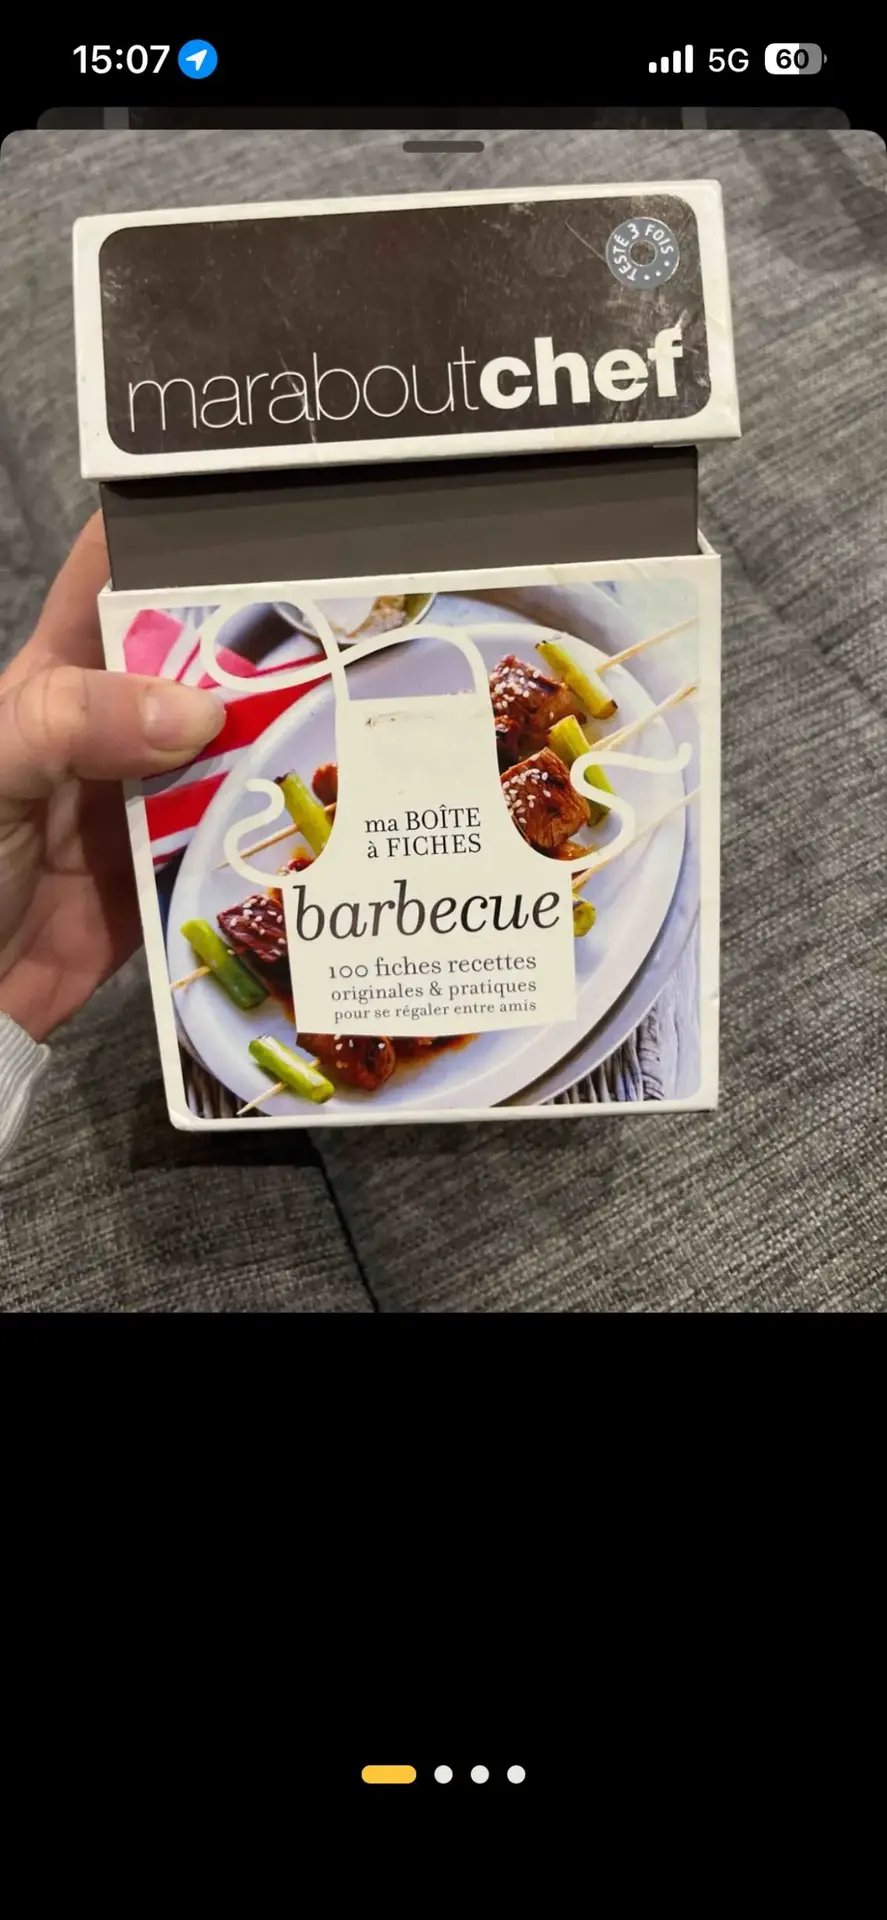 15:07
5G
60
TESTÉ 3 FOIS
maraboutchef
ma BOÎTE
à FICHES
barbecue
100 fiches recettes
originales & pratiques
pour se régaler entre amis